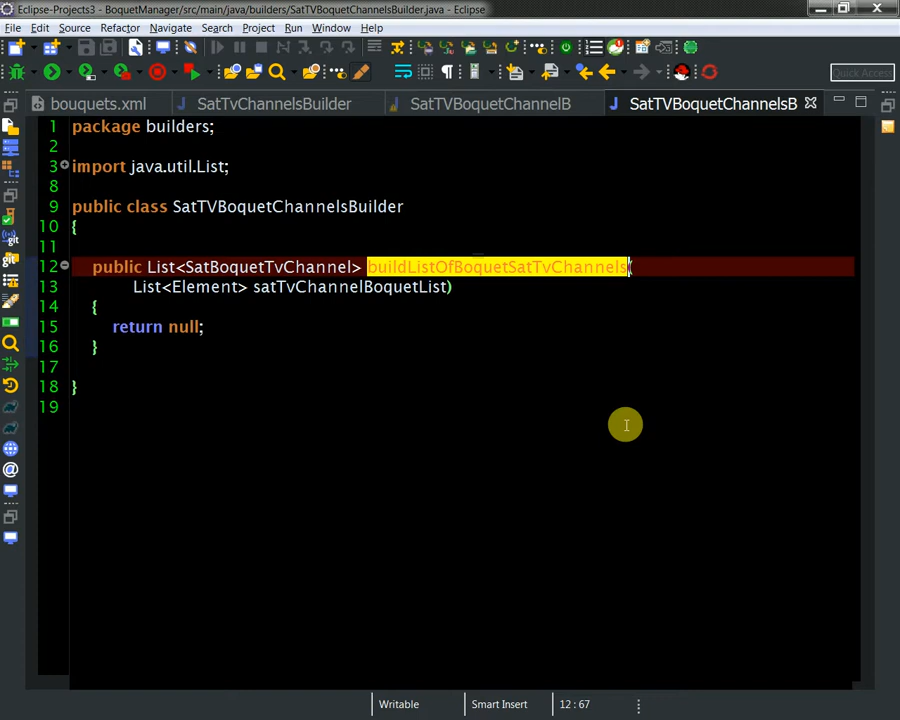 Eclipse-Projects3 - BoquetManager/src/main/java/builders/SatTVBoquetChannelsBuilder.java - Eclipse
File Edit Source Refactor Navigate Search Project Run Window Help
Quick Access
bouquets.xml SatTvChannelsBuilder SatTVBoquetChannelB SatTVBoquetChannelsB
1 package builders;
2
3 import java.util.List;
8
9 public class SatTVBoquetChannelsBuilder
10 {
11
12 public List<SatBoquetTvChannel> buildListOfBoquetSatTvChannels(
13 List<Element> satTvChannelBoquetList)
14 {
15 return null;
16 }
17
18 }
19
Writable Smart Insert 12 : 67